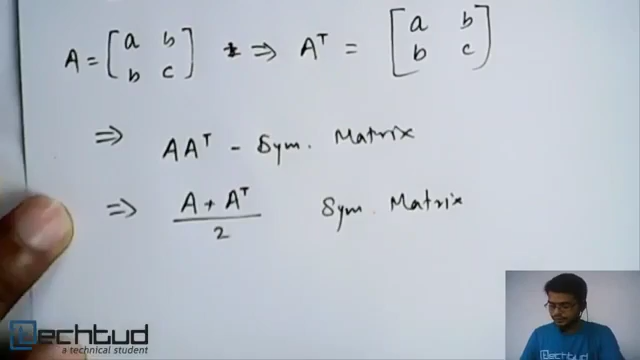 A = [ a b ⇒ Aᵀ = [ a b
b c ] b c ]
⇒ AAᵀ - Sym. Matrix
⇒ A + Aᵀ / 2 Sym. Matrix
techtud
a technical student